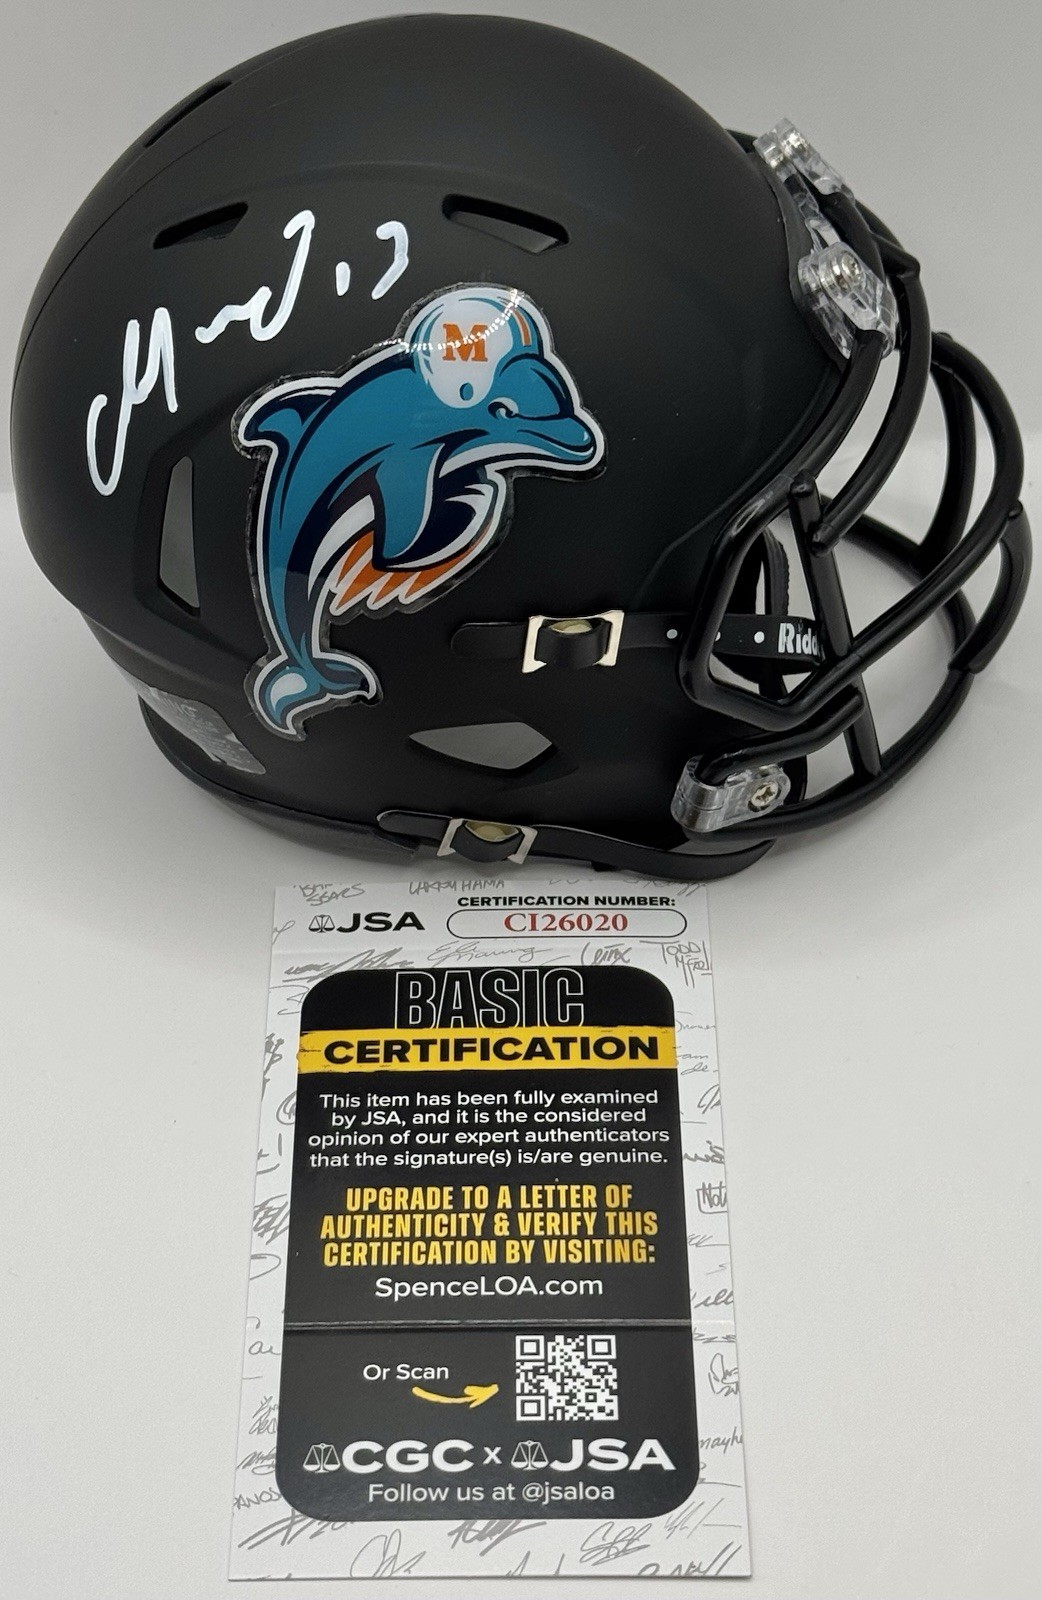 13
M
Ridd
JSA
CERTIFICATION NUMBER:
CI26020
BASIC
CERTIFICATION
This item has been fully examined
by JSA, and it is the considered
opinion of our expert authenticators
that the signature(s) is/are genuine.
UPGRADE TO A LETTER OF
AUTHENTICITY & VERIFY THIS
CERTIFICATION BY VISITING:
SpenceLOA.com
Or Scan
CGC x JSA
Follow us at @jsaloa